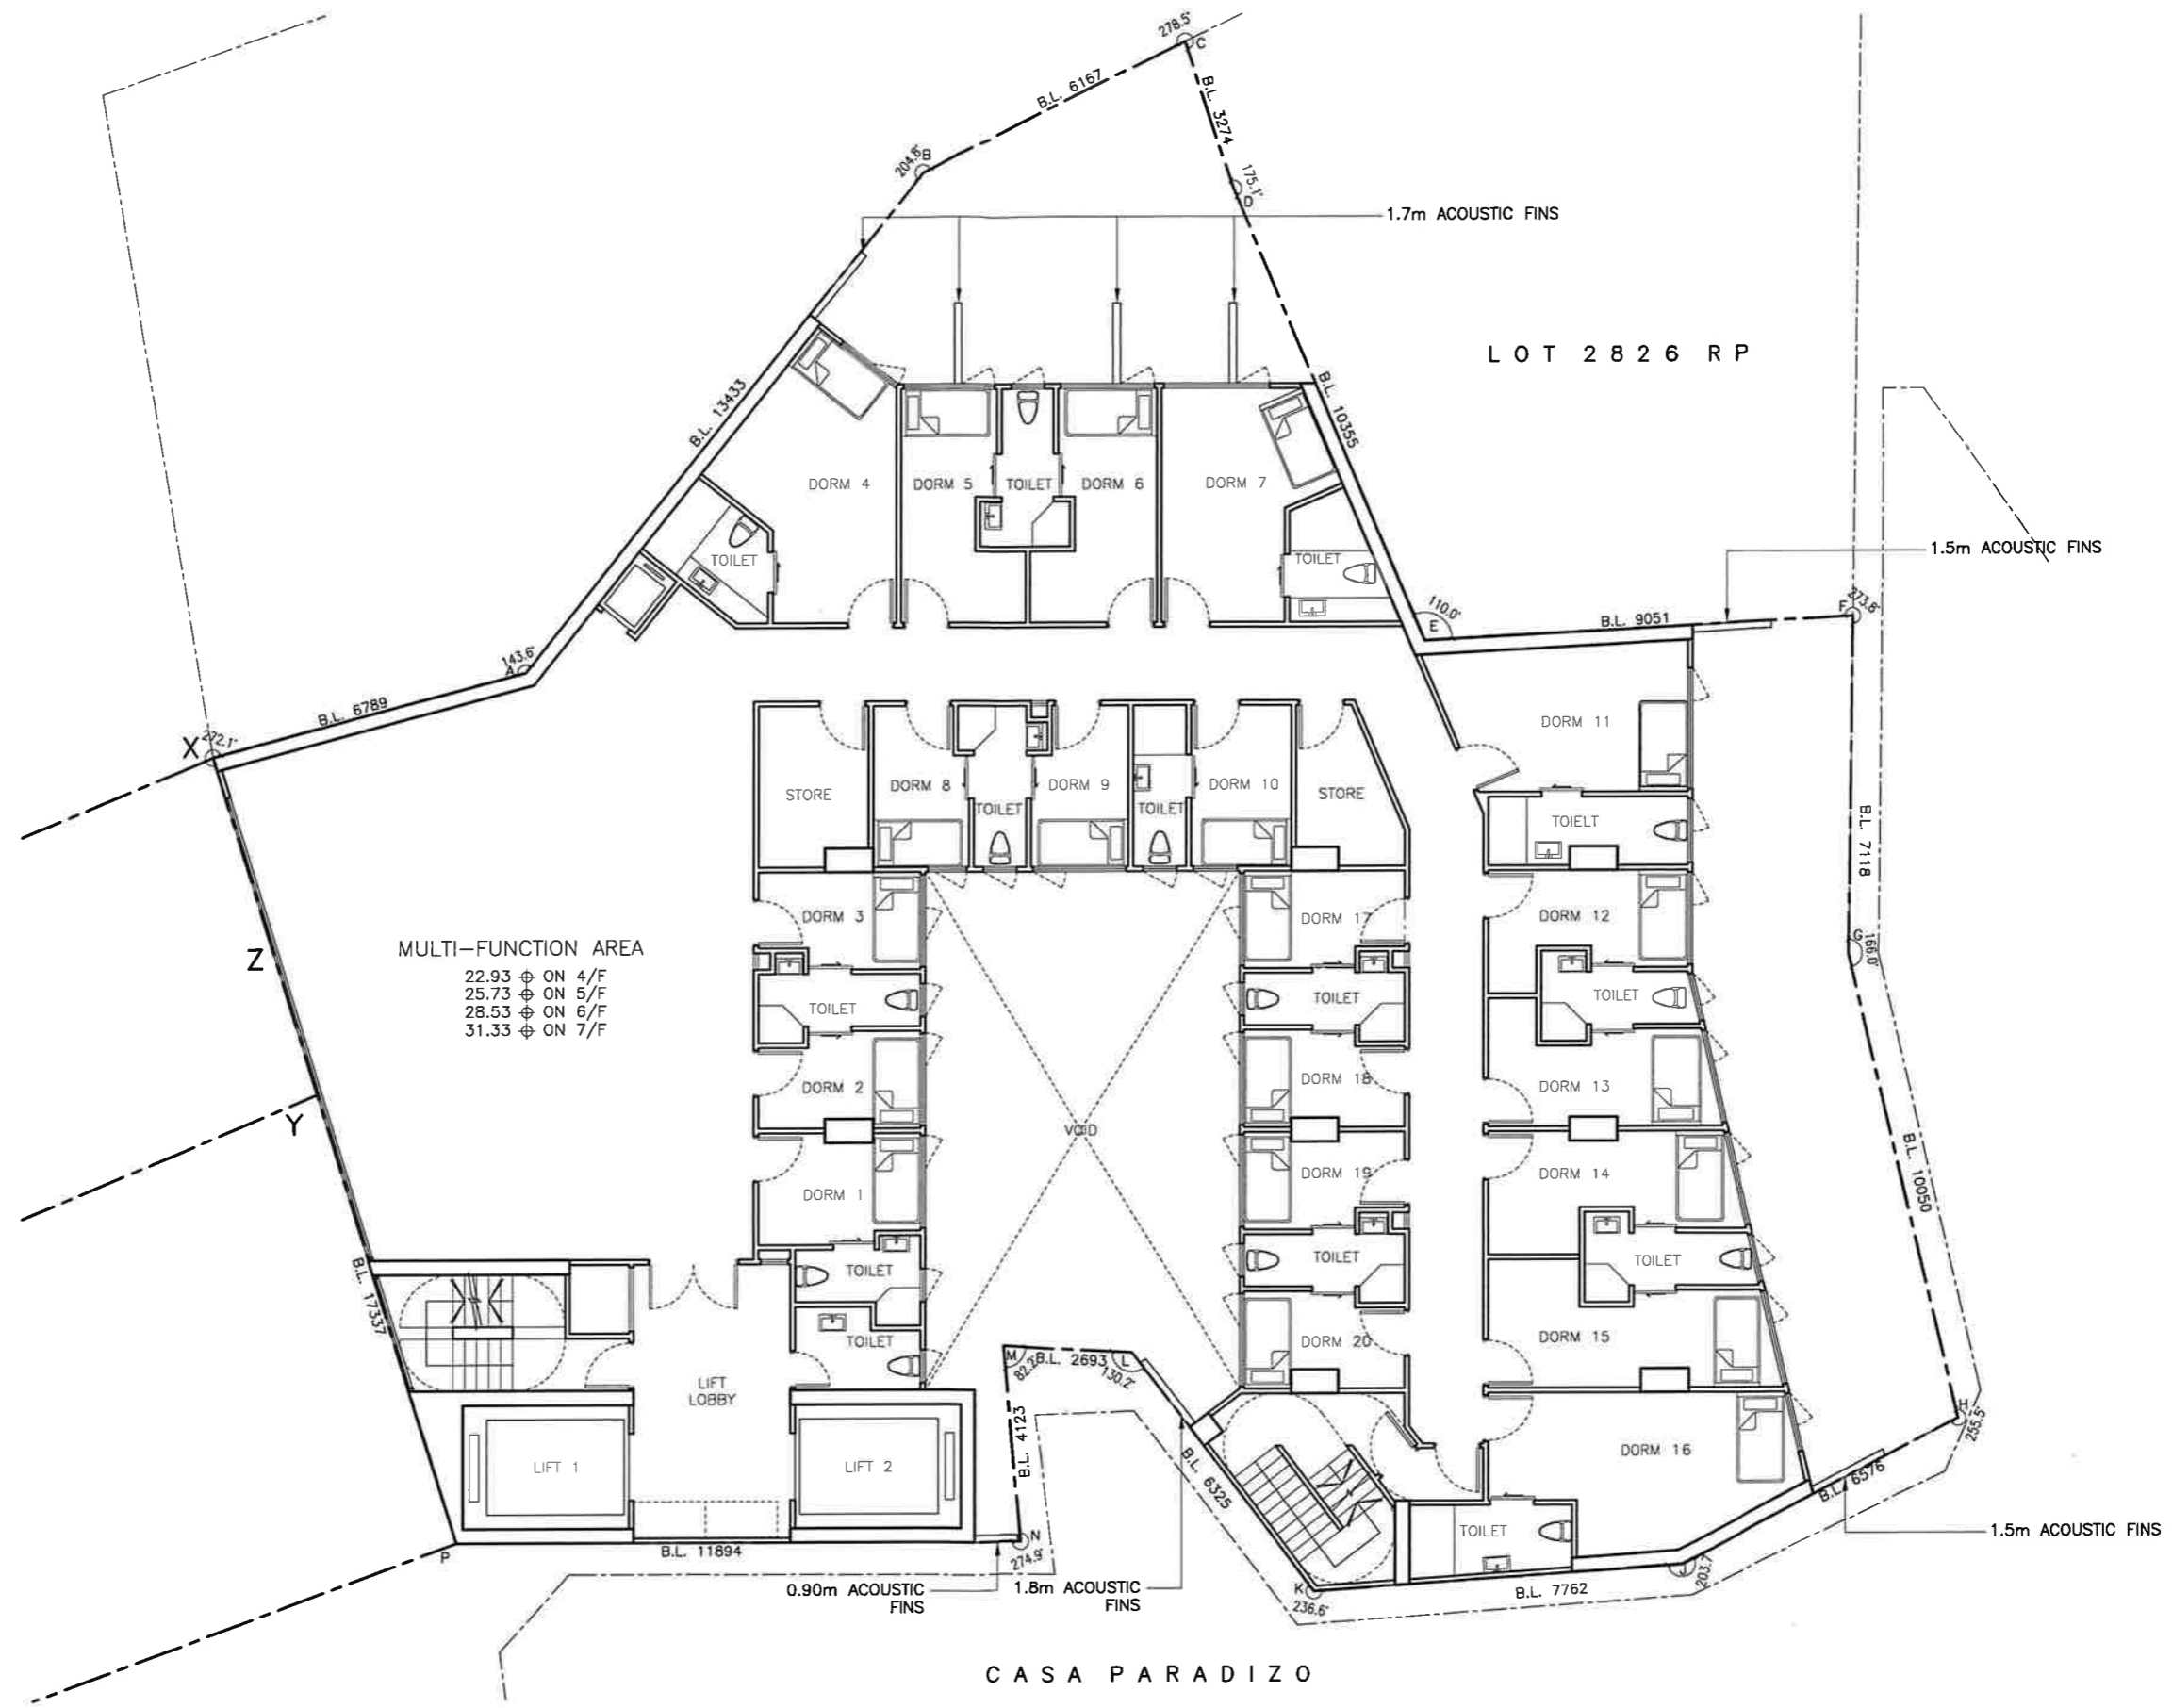 278.5°
C
B.L. 6167
B.L. 3274
204.8°
B
175.1°
D
1.7m ACOUSTIC FINS
LOT 2826 RP
B.L. 13433
B.L. 10355
DORM 4
DORM 5
TOILET
DORM 6
DORM 7
TOILET
TOILET
1.5m ACOUSTIC FINS
110.0°
E
B.L. 9051
273.8°
F
143.6°
A
B.L. 6789
X
272.1°
DORM 11
STORE
DORM 8
TOILET
DORM 9
TOILET
DORM 10
STORE
TOIELT
B.L. 7118
DORM 3
DORM 17
DORM 12
G
166.0°
MULTI-FUNCTION AREA
22.93 ON 4/F
25.73 ON 5/F
28.53 ON 6/F
31.33 ON 7/F
Z
TOILET
TOILET
TOILET
DORM 2
DORM 18
DORM 13
Y
VOID
DORM 1
DORM 19
DORM 14
B.L. 10050
TOILET
TOILET
TOILET
B.L. 17337
TOILET
DORM 20
DORM 15
M
82.2°
B.L. 2693
L
130.2°
LIFT
LOBBY
B.L. 4123
H
255.5°
LIFT 1
LIFT 2
B.L. 6325
DORM 16
B.L. 6576
TOILET
1.5m ACOUSTIC FINS
P
B.L. 11894
N
274.9°
J
203.7
0.90m ACOUSTIC
FINS
1.8m ACOUSTIC
FINS
K
236.6°
B.L. 7762
CASA PARADIZO